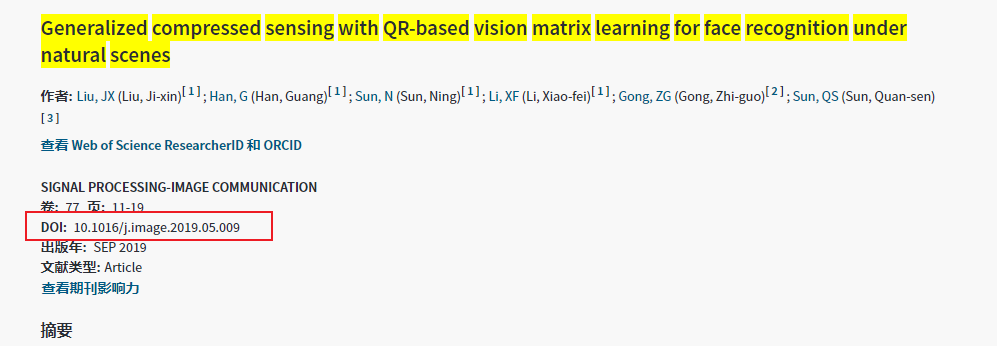 Generalized compressed sensing with QR-based vision matrix learning for face recognition under
natural scenes
作者: Liu, JX (Liu, Ji-xin)[ 1 ] ; Han, G (Han, Guang)[ 1 ] ; Sun, N (Sun, Ning)[ 1 ] ; Li, XF (Li, Xiao-fei)[ 1 ] ; Gong, ZG (Gong, Zhi-guo)[ 2 ] ; Sun, QS (Sun, Quan-sen)
[ 3 ]
查看 Web of Science ResearcherID 和 ORCID
SIGNAL PROCESSING-IMAGE COMMUNICATION
卷: 77 页: 11-19
DOI: 10.1016/j.image.2019.05.009
出版年: SEP 2019
文献类型: Article
查看期刊影响力
摘要